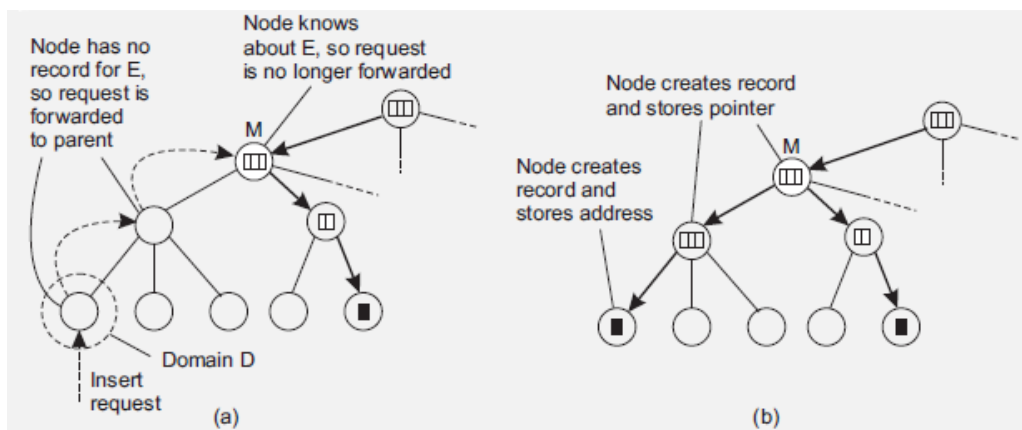 Node has no
record for E,
so request is
forwarded
to parent
Node knows
about E, so request
is no longer forwarded
M
Domain D
Insert
request
(a)
Node creates record
and stores pointer
M
Node creates
record and
stores address
(b)